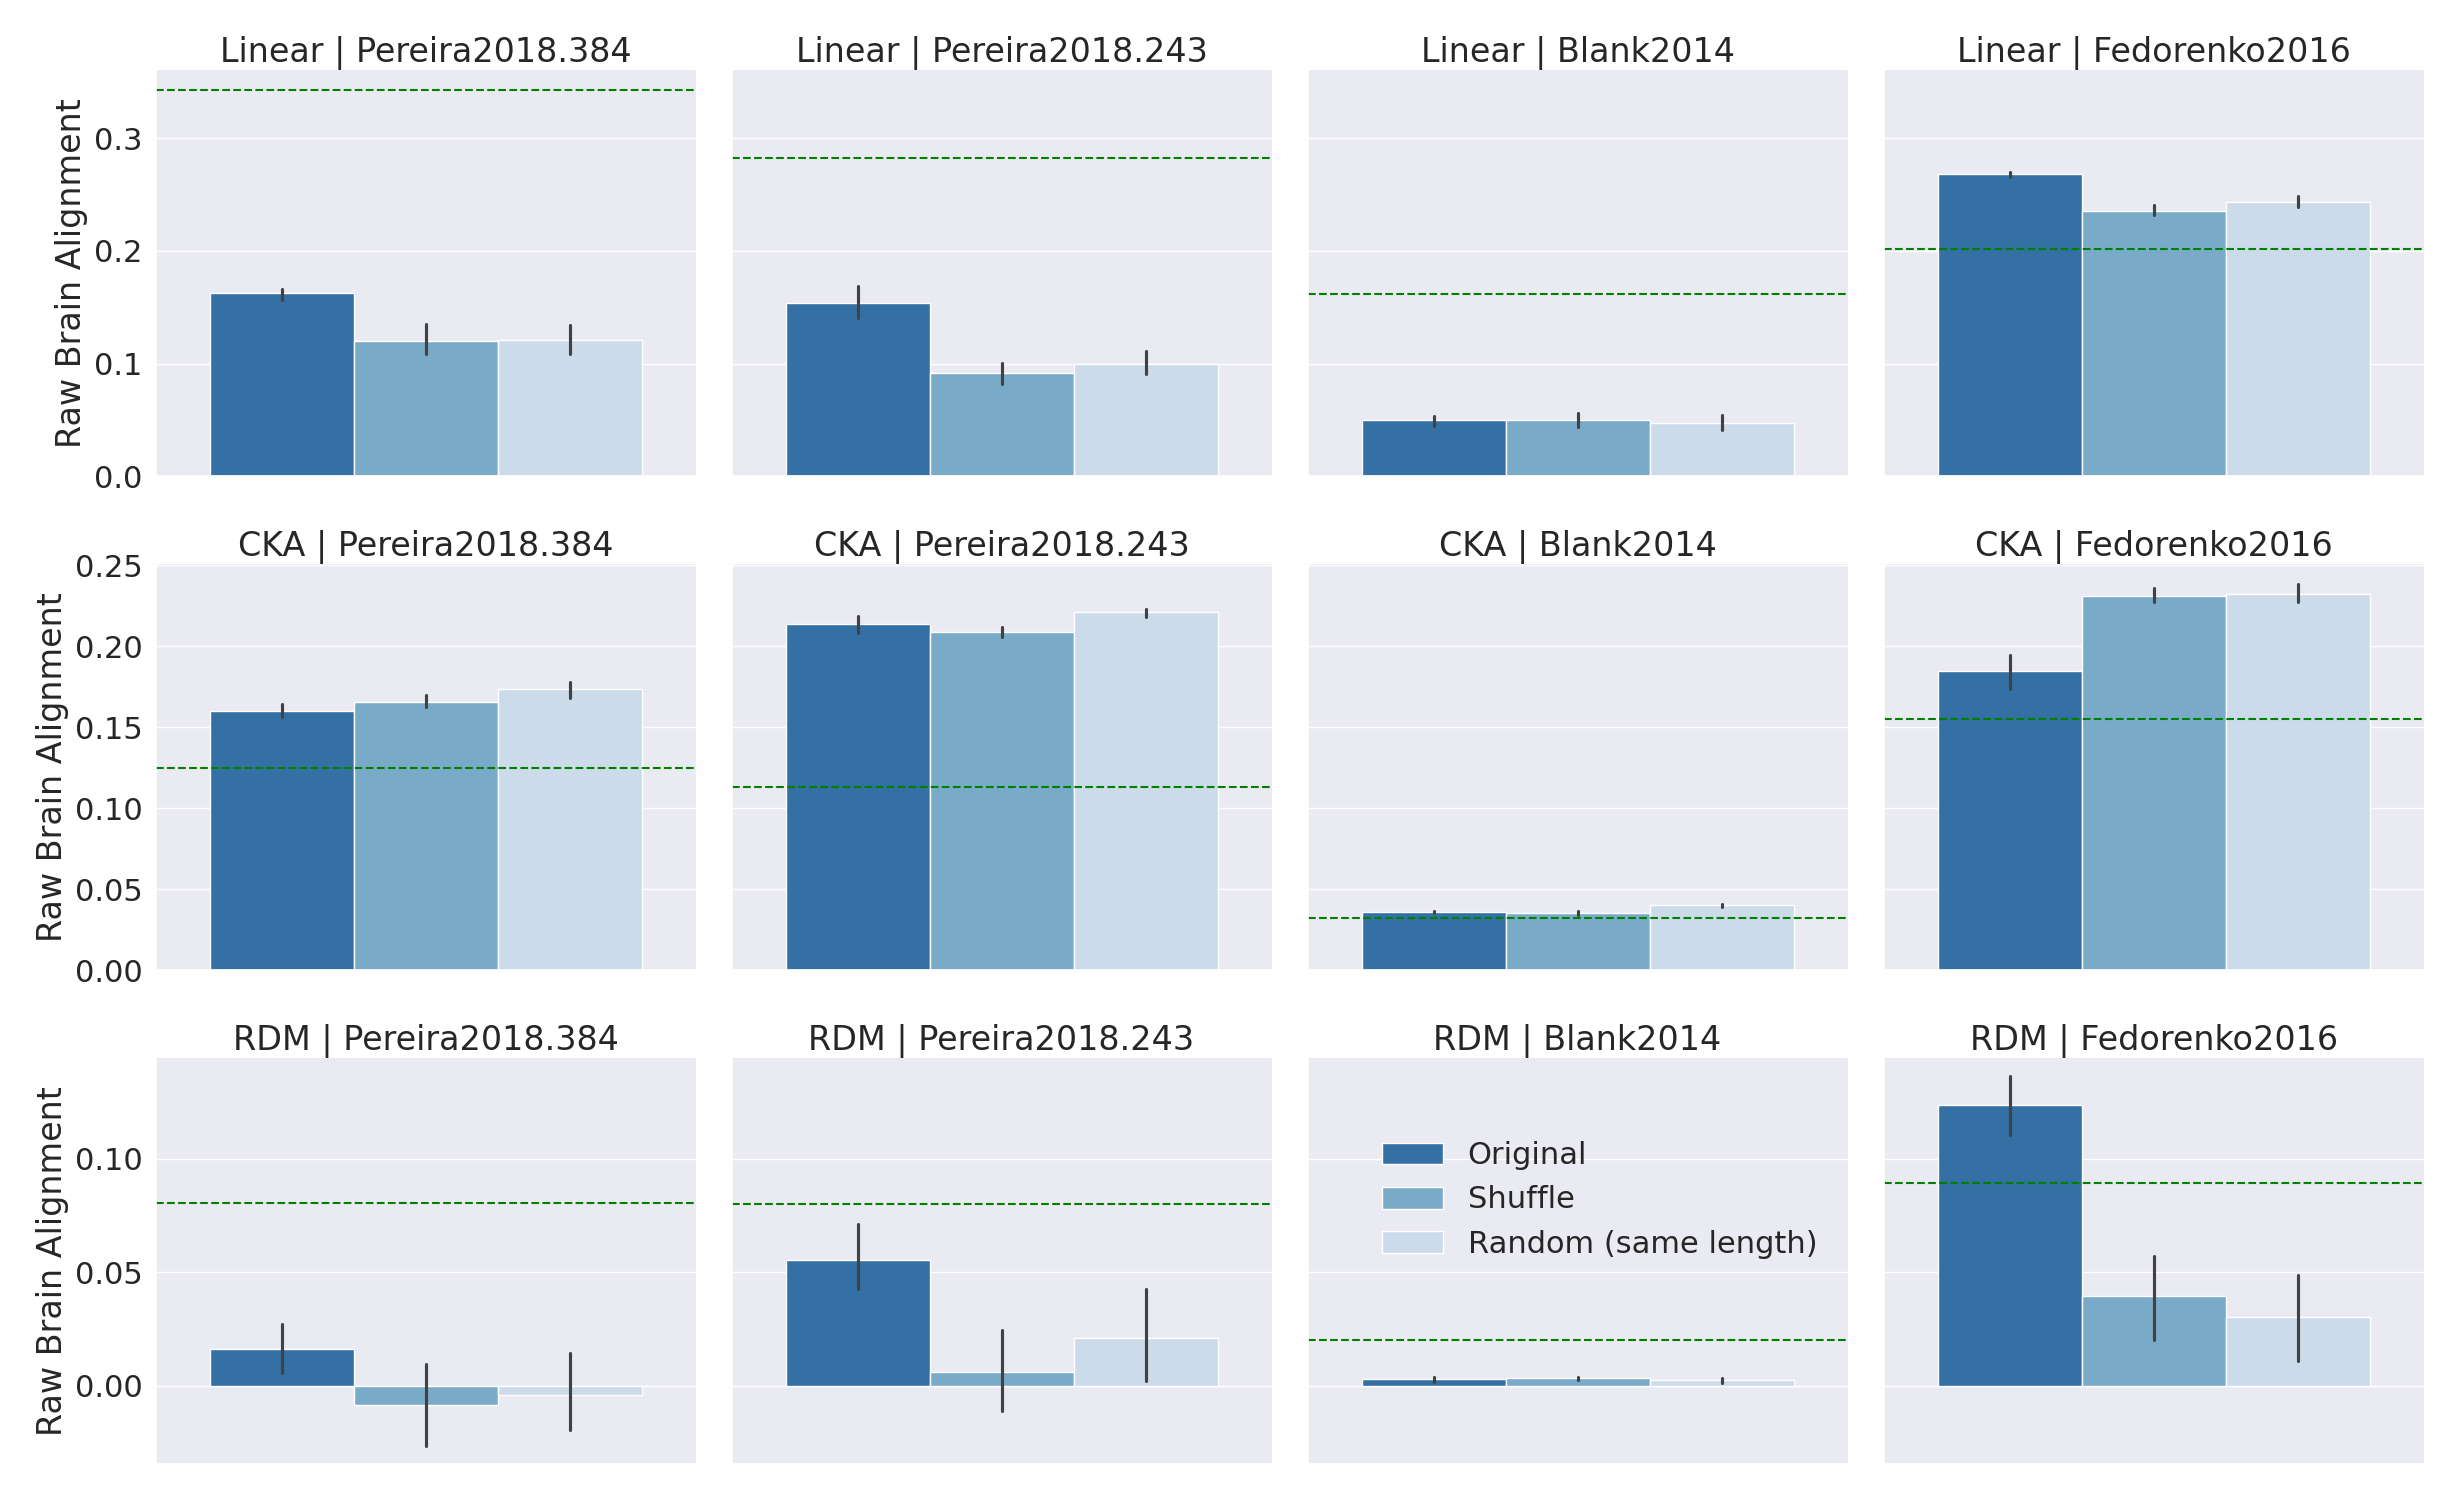 Linear | Pereira2018.384
Linear | Pereira2018.243
Linear | Blank2014
Linear | Fedorenko2016
Raw Brain Alignment
0.3
0.2
0.1
0.0
CKA | Pereira2018.384
CKA | Pereira2018.243
CKA | Blank2014
CKA | Fedorenko2016
Raw Brain Alignment
0.25
0.20
0.15
0.10
0.05
0.00
RDM | Pereira2018.384
RDM | Pereira2018.243
RDM | Blank2014
RDM | Fedorenko2016
Raw Brain Alignment
0.10
0.05
0.00
Original
Shuffle
Random (same length)